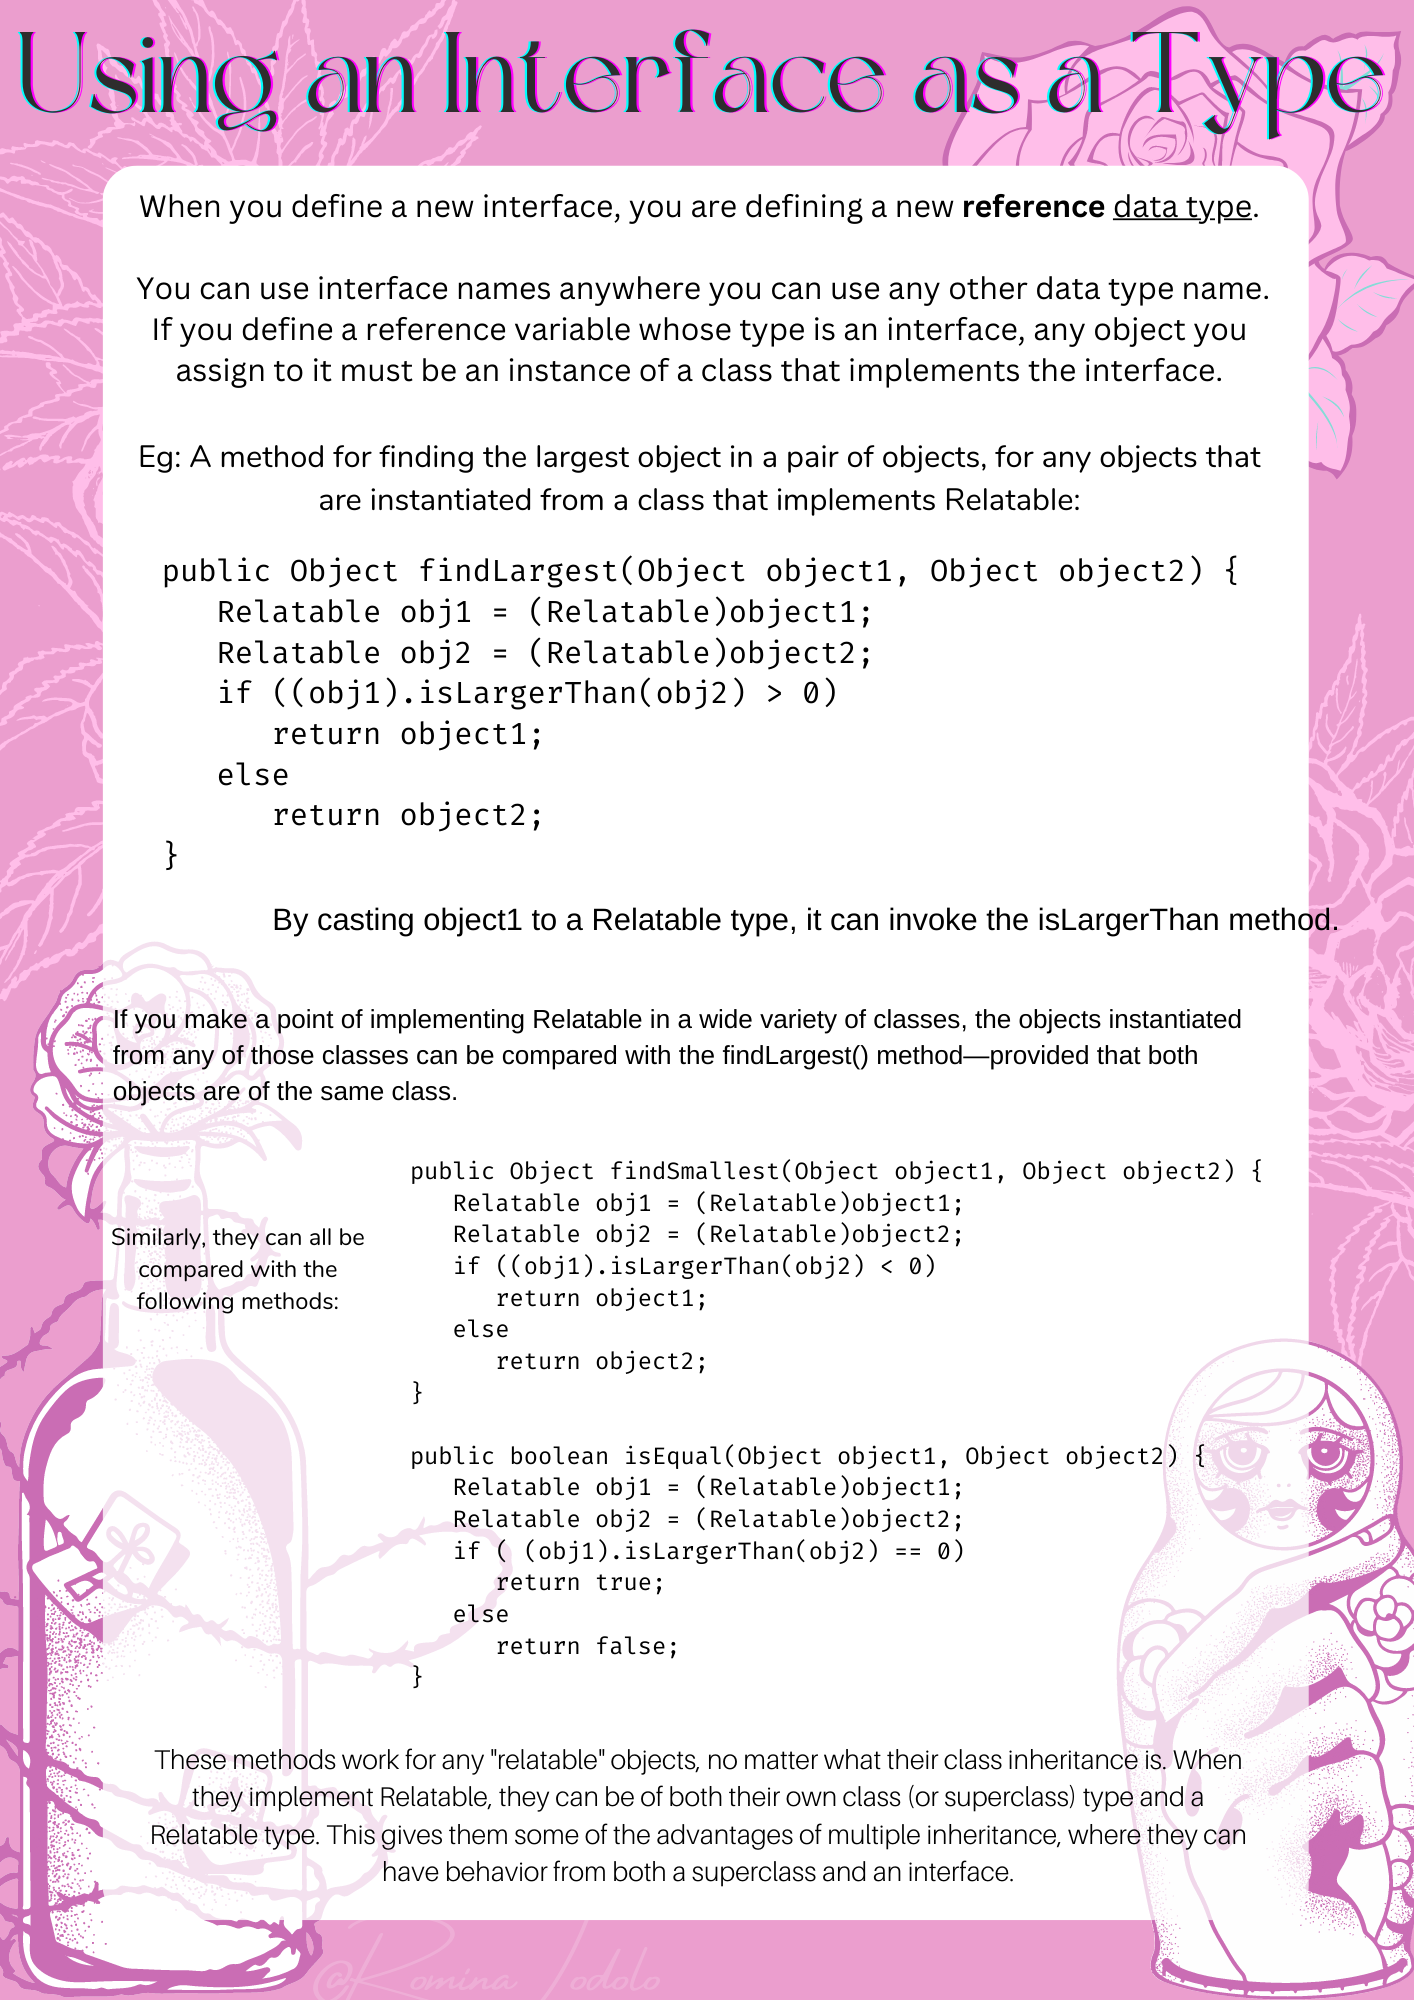 Using an Interface as a Type
When you define a new interface, you are defining a new reference data type.
You can use interface names anywhere you can use any other data type name.
If you define a reference variable whose type is an interface, any object you
assign to it must be an instance of a class that implements the interface.
Eg: A method for finding the largest object in a pair of objects, for any objects that
are instantiated from a class that implements Relatable:
public Object findLargest(Object object1, Object object2) {
   Relatable obj1 = (Relatable)object1;
   Relatable obj2 = (Relatable)object2;
   if ((obj1).isLargerThan(obj2) > 0)
      return object1;
   else
      return object2;
}
By casting object1 to a Relatable type, it can invoke the isLargerThan method.
If you make a point of implementing Relatable in a wide variety of classes, the objects instantiated
from any of those classes can be compared with the findLargest() method—provided that both
objects are of the same class.
Similarly, they can all be
compared with the
following methods:
public Object findSmallest(Object object1, Object object2) {
   Relatable obj1 = (Relatable)object1;
   Relatable obj2 = (Relatable)object2;
   if ((obj1).isLargerThan(obj2) < 0)
      return object1;
   else
      return object2;
}
public boolean isEqual(Object object1, Object object2) {
   Relatable obj1 = (Relatable)object1;
   Relatable obj2 = (Relatable)object2;
   if ( (obj1).isLargerThan(obj2) == 0)
      return true;
   else
      return false;
}
These methods work for any "relatable" objects, no matter what their class inheritance is. When
they implement Relatable, they can be of both their own class (or superclass) type and a
Relatable type. This gives them some of the advantages of multiple inheritance, where they can
have behavior from both a superclass and an interface.
@Romina Iodolo